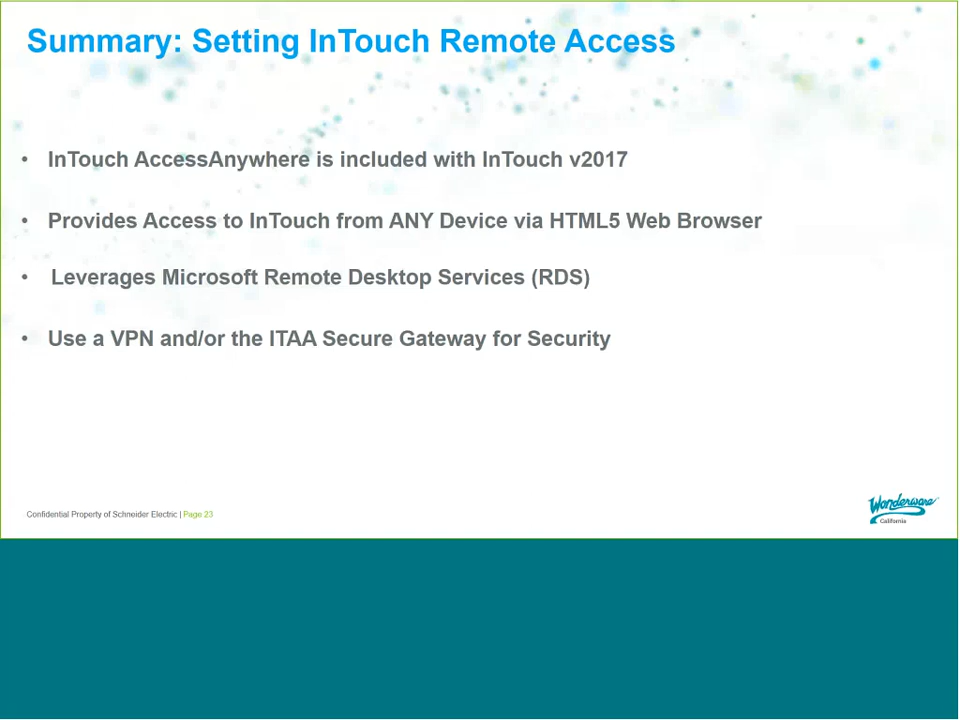 Summary: Setting InTouch Remote Access
• InTouch AccessAnywhere is included with InTouch v2017
• Provides Access to InTouch from ANY Device via HTML5 Web Browser
• Leverages Microsoft Remote Desktop Services (RDS)
• Use a VPN and/or the ITAA Secure Gateway for Security
Confidential Property of Schneider Electric | Page 23
Wonderware
California